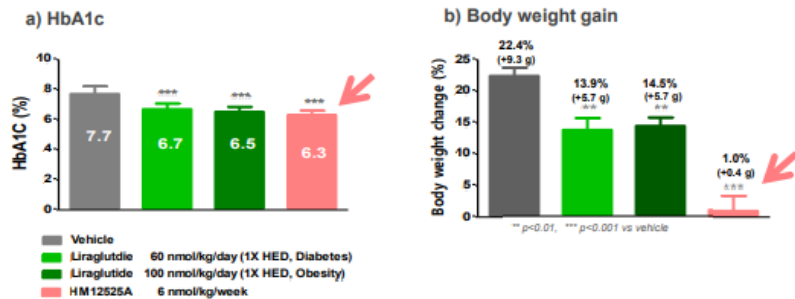 a) HbA1c
HbA1C (%)
10
8
6
4
2
0
7.7
***
6.7
***
6.5
***
6.3
Vehicle
Liraglutdie 60 nmol/kg/day (1X HED, Diabetes)
Liraglutide 100 nmol/kg/day (1X HED, Obesity)
HM12525A 6 nmol/kg/week
b) Body weight gain
Body weight change (%)
25
20
15
10
5
0
22.4%
(+9.3 g)
13.9%
(+5.7 g)
**
14.5%
(+5.7 g)
**
1.0%
(+0.4 g)
***
** p<0.01, *** p<0.001 vs vehicle